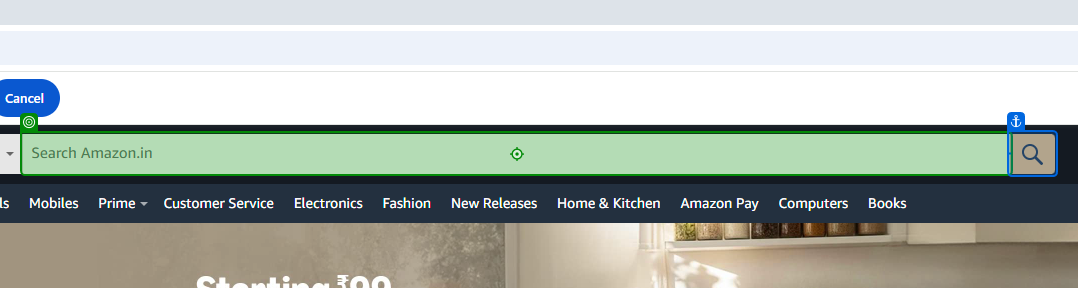 Cancel
Search Amazon.in
ls Mobiles Prime Customer Service Electronics Fashion New Releases Home & Kitchen Amazon Pay Computers Books
Starting ₹99